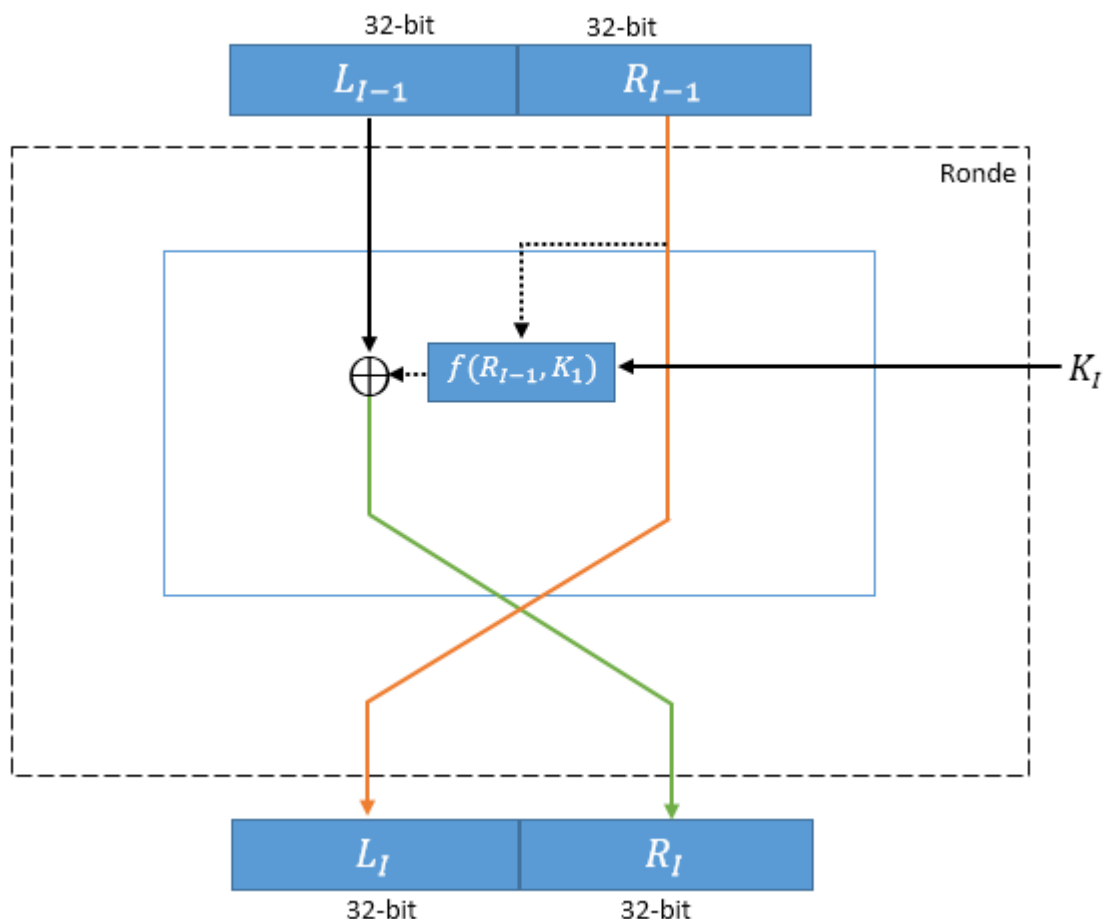 32-bit 32-bit
L_{I-1} R_{I-1}
Ronde
f(R_{I-1}, K_1)
K_I
L_I R_I
32-bit 32-bit